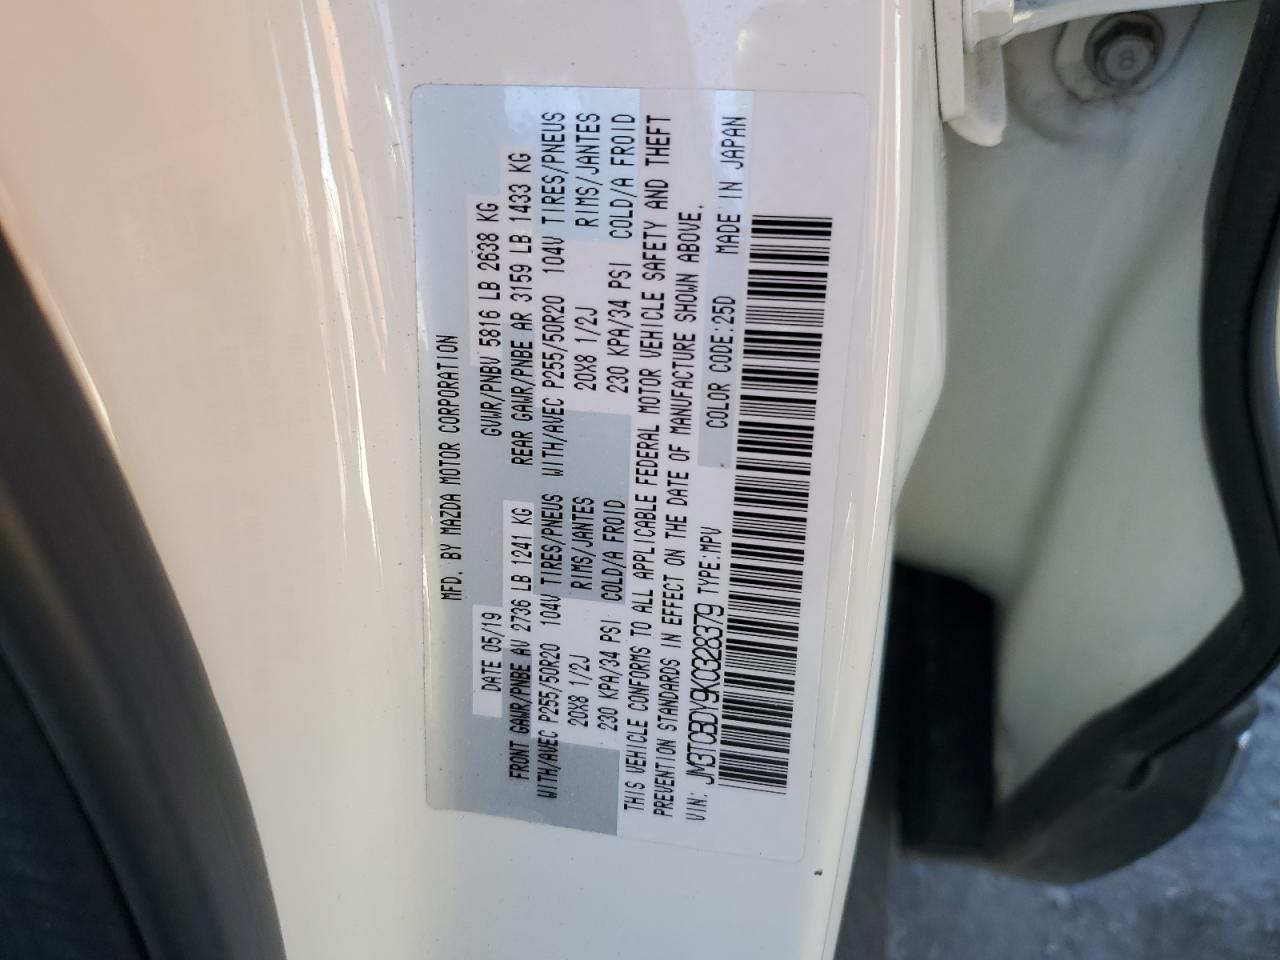 MFD. BY MAZDA MOTOR CORPORATION
DATE 05/19 GVWR/PNBV 5816 LB 2638 KG
FRONT GAWR/PNBE AV 2736 LB 1241 KG REAR GAWR/PNBE AR 3159 LB 1433 KG
WITH/AVEC P255/50R20 104V TIRES/PNEUS WITH/AVEC P255/50R20 104V TIRES/PNEUS
20X8 1/2J RIMS/JANTES 20X8 1/2J RIMS/JANTES
230 KPA/34 PSI COLD/A FROID 230 KPA/34 PSI COLD/A FROID
THIS VEHICLE CONFORMS TO ALL APPLICABLE FEDERAL MOTOR VEHICLE SAFETY AND THEFT
PREVENTION STANDARDS IN EFFECT ON THE DATE OF MANUFACTURE SHOWN ABOVE.
VIN: JM3TCBDY9K0328379 TYPE:MPV COLOR CODE:25D MADE IN JAPAN